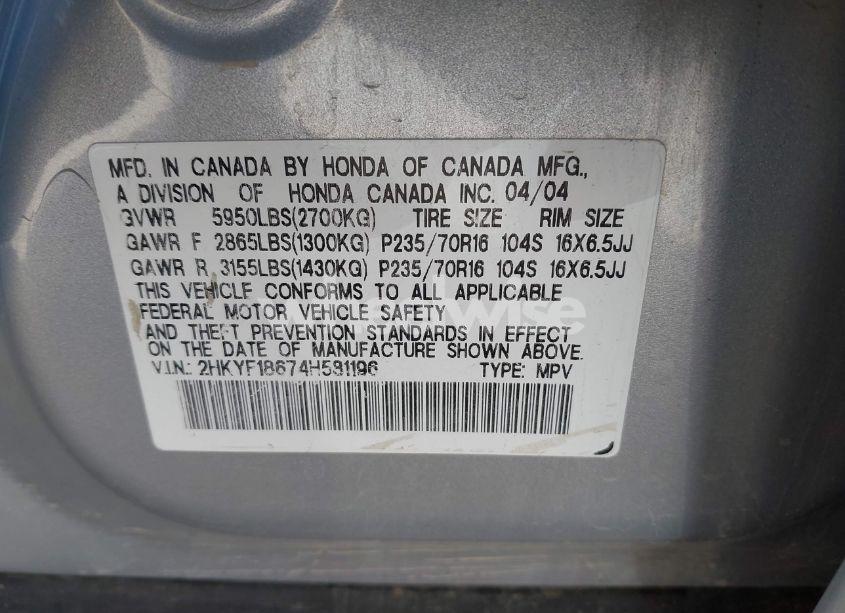 MFD. IN CANADA BY HONDA OF CANADA MFG.,
A DIVISION OF HONDA CANADA INC. 04/04
GVWR 5950LBS(2700KG) TIRE SIZE RIM SIZE
GAWR F 2865LBS(1300KG) P235/70R16 104S 16X6.5JJ
GAWR R 3155LBS(1430KG) P235/70R16 104S 16X6.5JJ
THIS VEHICLE CONFORMS TO ALL APPLICABLE
FEDERAL MOTOR VEHICLE SAFETY
AND THEFT PREVENTION STANDARDS IN EFFECT
ON THE DATE OF MANUFACTURE SHOWN ABOVE.
V.I.N.: 2HKYF18674H581196 TYPE: MPV